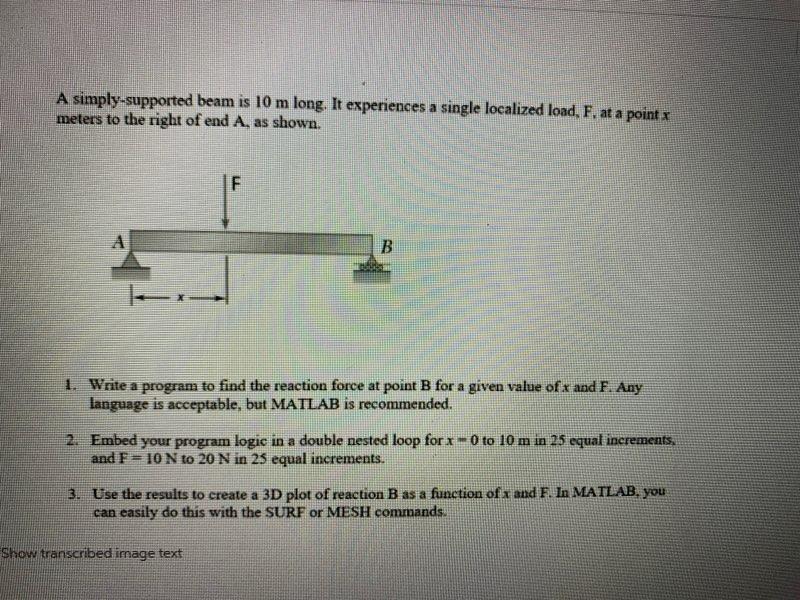 A simply-supported beam is 10 m long. It experiences a single localized load, F, at a point x
meters to the right of end A, as shown.
F
A
B
x
1. Write a program to find the reaction force at point B for a given value of x and F. Any
language is acceptable, but MATLAB is recommended.
2. Embed your program logic in a double nested loop for x = 0 to 10 m in 25 equal increments,
and F = 10 N to 20 N in 25 equal increments.
3. Use the results to create a 3D plot of reaction B as a function of x and F. In MATLAB, you
can easily do this with the SURF or MESH commands.
Show transcribed image text